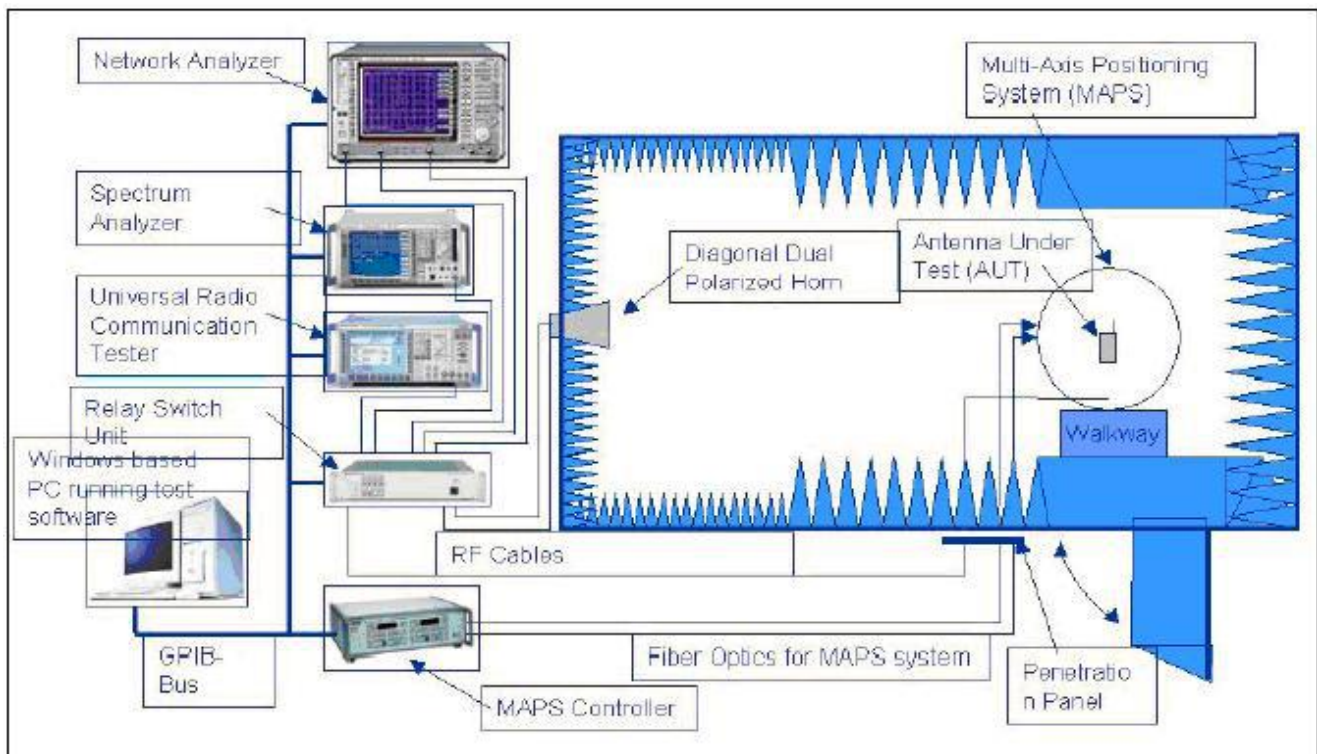 Network Analyzer
Multi-Axis Positioning
System (MAPS)
Spectrum
Analyzer
Diagonal Dual
Polarized Horn
Antenna Under
Test (AUT)
Universal Radio
Communication
Tester
Relay Switch
Unit
Walkway
Windows based
PC running test
software
RF Cables
GPIB-
Bus
Fiber Optics for MAPS system
Penetratio
n Panel
MAPS Controller